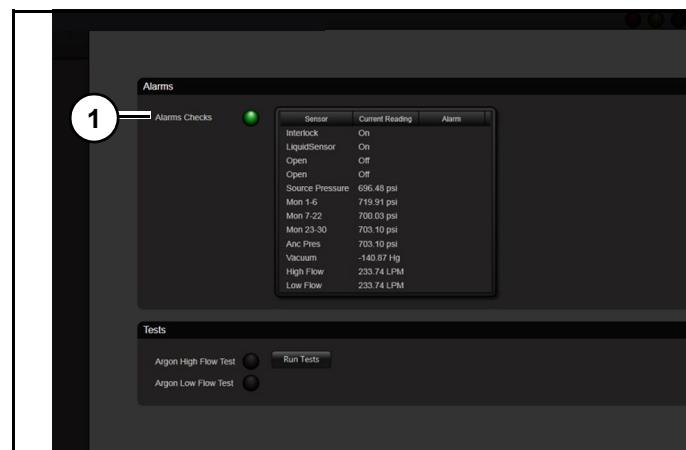 Alarms
1
Alarms Checks
Sensor Current Reading Alarm
Interlock On
LiquidSensor On
Open Off
Open Off
Source Pressure 696.48 psi
Mon 1-6 719.91 psi
Mon 7-22 700.03 psi
Mon 23-30 703.10 psi
Anc Pres 703.10 psi
Vacuum -140.87 Hg
High Flow 233.74 LPM
Low Flow 233.74 LPM
Tests
Argon High Flow Test Run Tests
Argon Low Flow Test